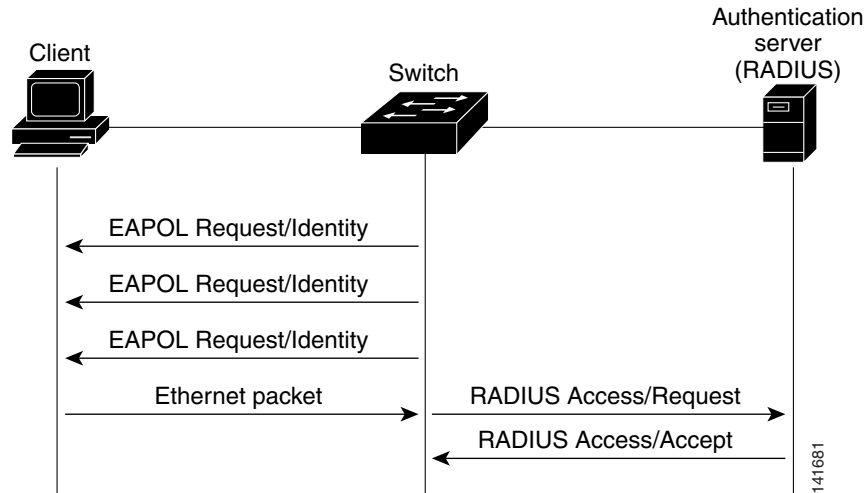 Client
Switch
Authentication
server
(RADIUS)
EAPOL Request/Identity
EAPOL Request/Identity
EAPOL Request/Identity
Ethernet packet
RADIUS Access/Request
RADIUS Access/Accept
141681